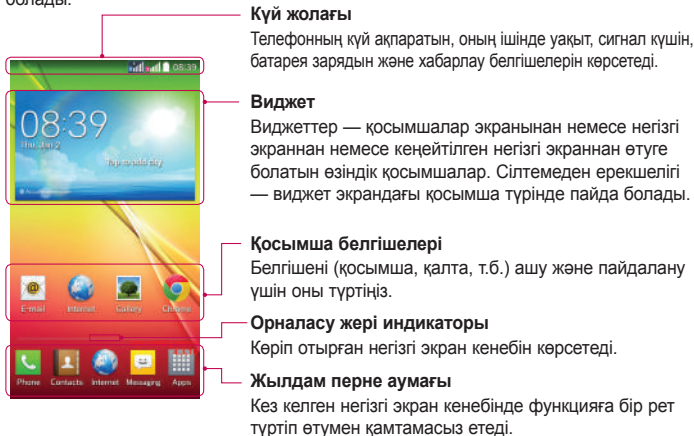 болады.
Күй жолағы
Телефонның күй ақпаратын, оның ішінде уақыт, сигнал күшін,
батарея зарядын және хабарлау белгішелерін көрсетеді.
08:39
Виджет
08:39
Thu, Jan 2
Tap to add city
Виджеттер — қосымшалар экранынан немесе негізгі
экраннан немесе кеңейтілген негізгі экраннан өтуге
болатын өзіндік қосымшалар. Сілтемеден ерекшелігі
— виджет экрандағы қосымша түрінде пайда болады.
Қосымша белгішелері
Белгішені (қосымша, қалта, т.б.) ашу және пайдалану
үшін оны түртіңіз.
E-mail Internet Gallery Chrome
Орналасу жері индикаторы
Көріп отырған негізгі экран кенебін көрсетеді.
Жылдам перне аумағы
Кез келген негізгі экран кенебінде функцияға бір рет
түртіп өтумен қамтамасыз етеді.
Phone Contacts Internet Messaging Apps